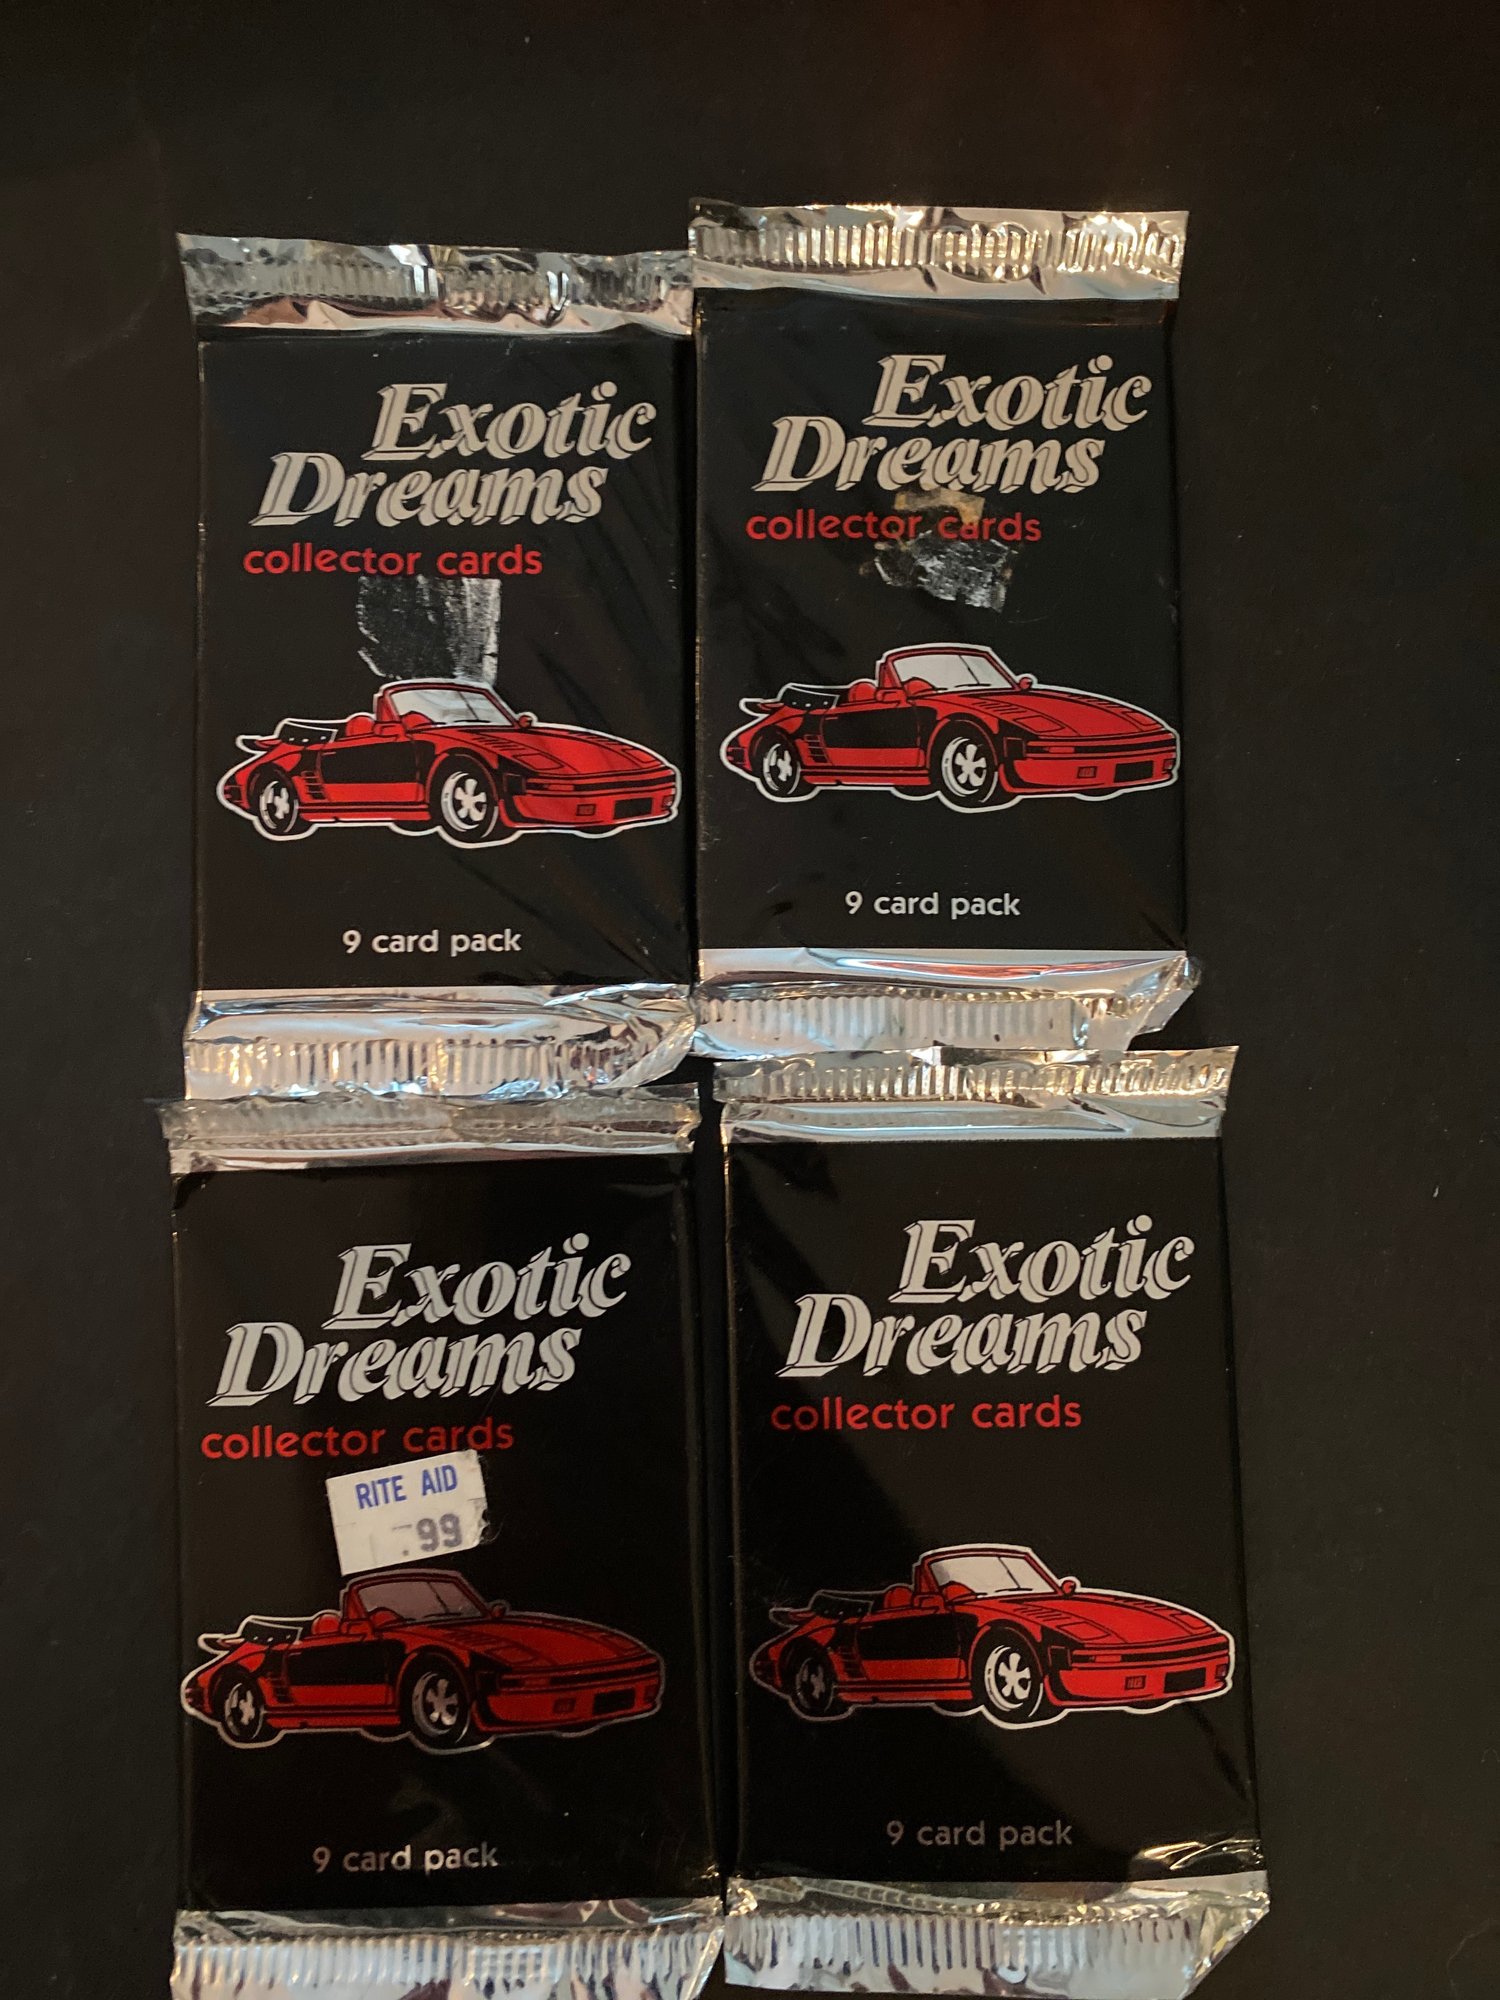 Exotic
Dreams
collector cards
9 card pack
Exotic
Dreams
collector cards
9 card pack
Exotic
Dreams
collector cards
RITE AID
.99
9 card pack
Exotic
Dreams
collector cards
9 card pack